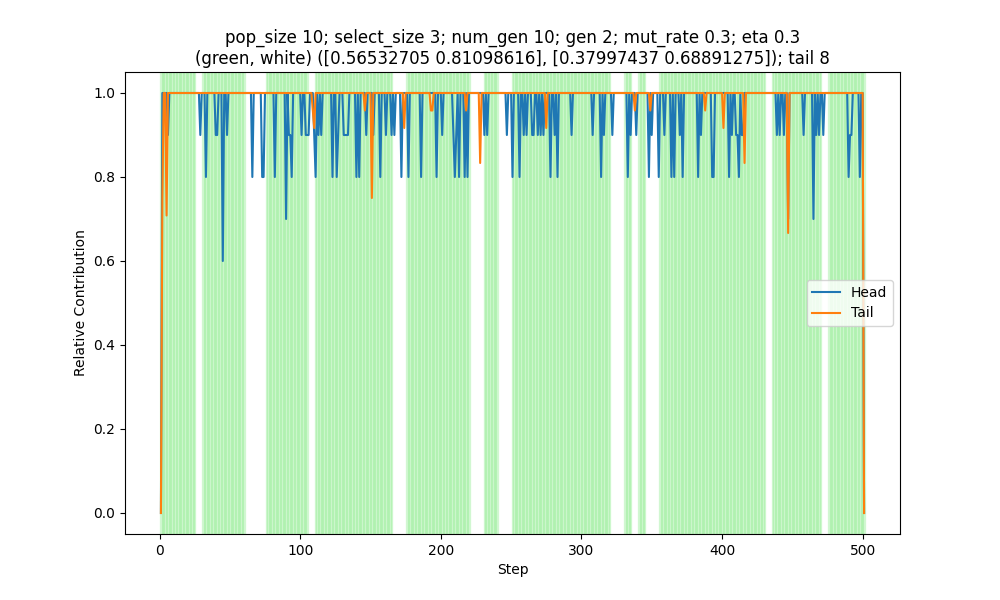 pop_size 10; select_size 3; num_gen 10; gen 2; mut_rate 0.3; eta 0.3
(green, white) ([0.56532705 0.81098616], [0.37997437 0.68891275]); tail 8
1.0
0.8
0.6
0.4
0.2
0.0
Relative Contribution
Head
Tail
0 100 200 300 400 500
Step